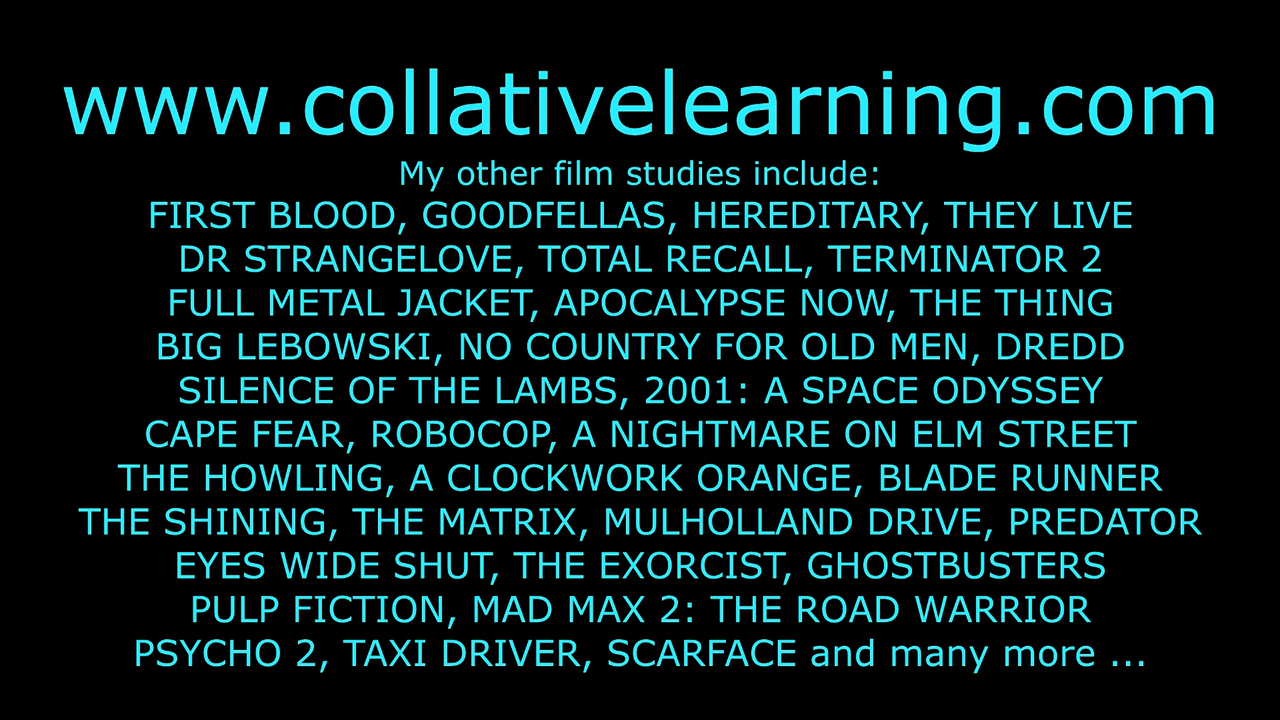 www.collativelearning.com
My other film studies include:
FIRST BLOOD, GOODFELLAS, HEREDITARY, THEY LIVE
DR STRANGELOVE, TOTAL RECALL, TERMINATOR 2
FULL METAL JACKET, APOCALYPSE NOW, THE THING
BIG LEBOWSKI, NO COUNTRY FOR OLD MEN, DREDD
SILENCE OF THE LAMBS, 2001: A SPACE ODYSSEY
CAPE FEAR, ROBOCOP, A NIGHTMARE ON ELM STREET
THE HOWLING, A CLOCKWORK ORANGE, BLADE RUNNER
THE SHINING, THE MATRIX, MULHOLLAND DRIVE, PREDATOR
EYES WIDE SHUT, THE EXORCIST, GHOSTBUSTERS
PULP FICTION, MAD MAX 2: THE ROAD WARRIOR
PSYCHO 2, TAXI DRIVER, SCARFACE and many more ...